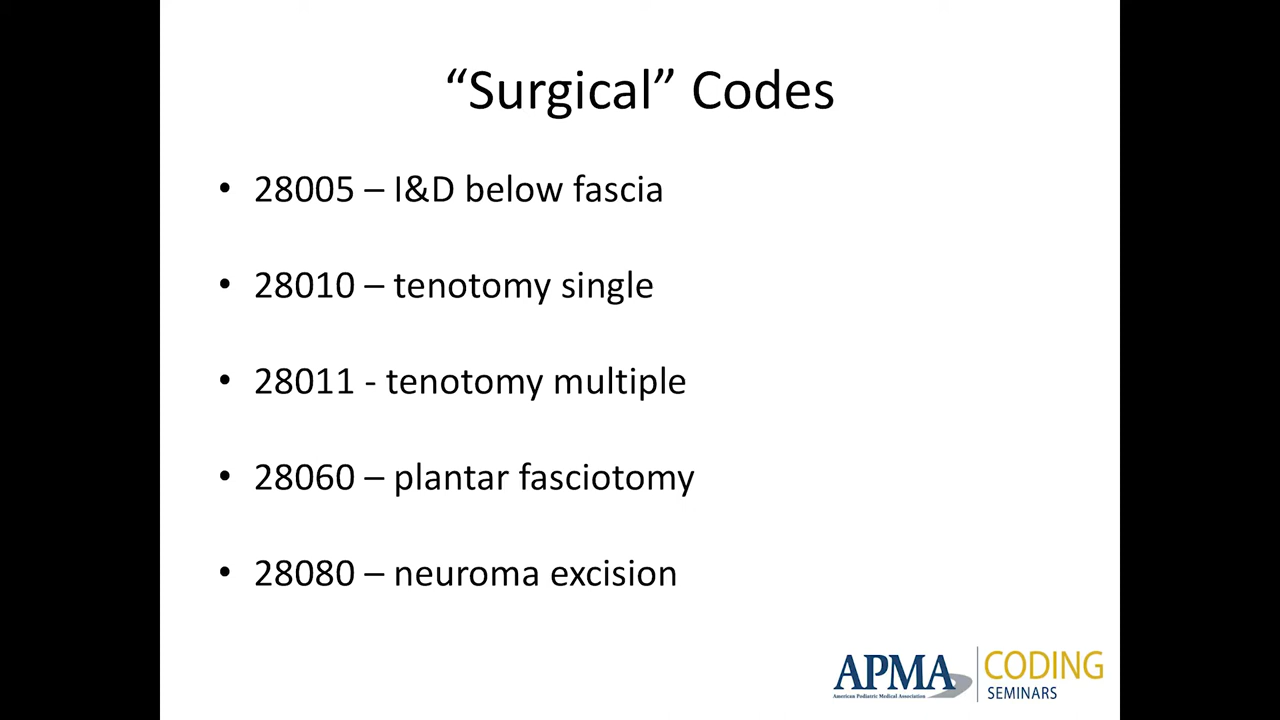 “Surgical” Codes
• 28005 – I&D below fascia
• 28010 – tenotomy single
• 28011 - tenotomy multiple
• 28060 – plantar fasciotomy
• 28080 – neuroma excision
APMA CODING
American Podiatric Medical Association SEMINARS